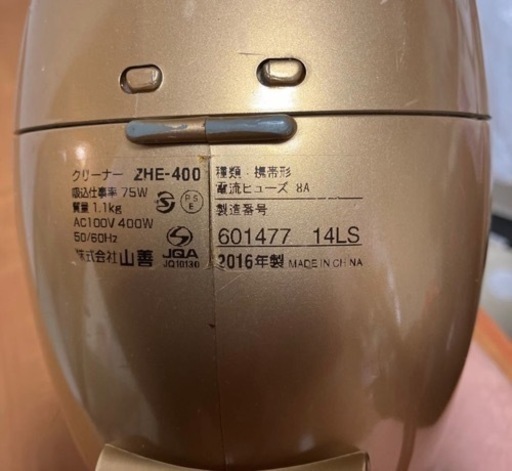 クリーナー ZHE-400
吸込仕事率 75W
質量 1.1kg
AC100V 400W
50/60Hz
株式会社山善
PS
E
S
JQA
JQ10130
種類・携帯形
電流ヒューズ 8A
製造番号
601477 14LS
2016年製 MADE IN CHINA